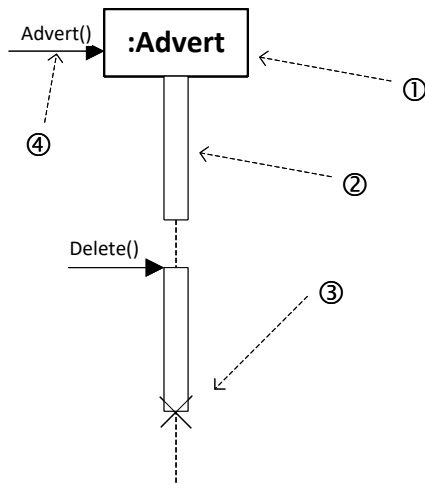 Advert()
:Advert
①
④
②
Delete()
③